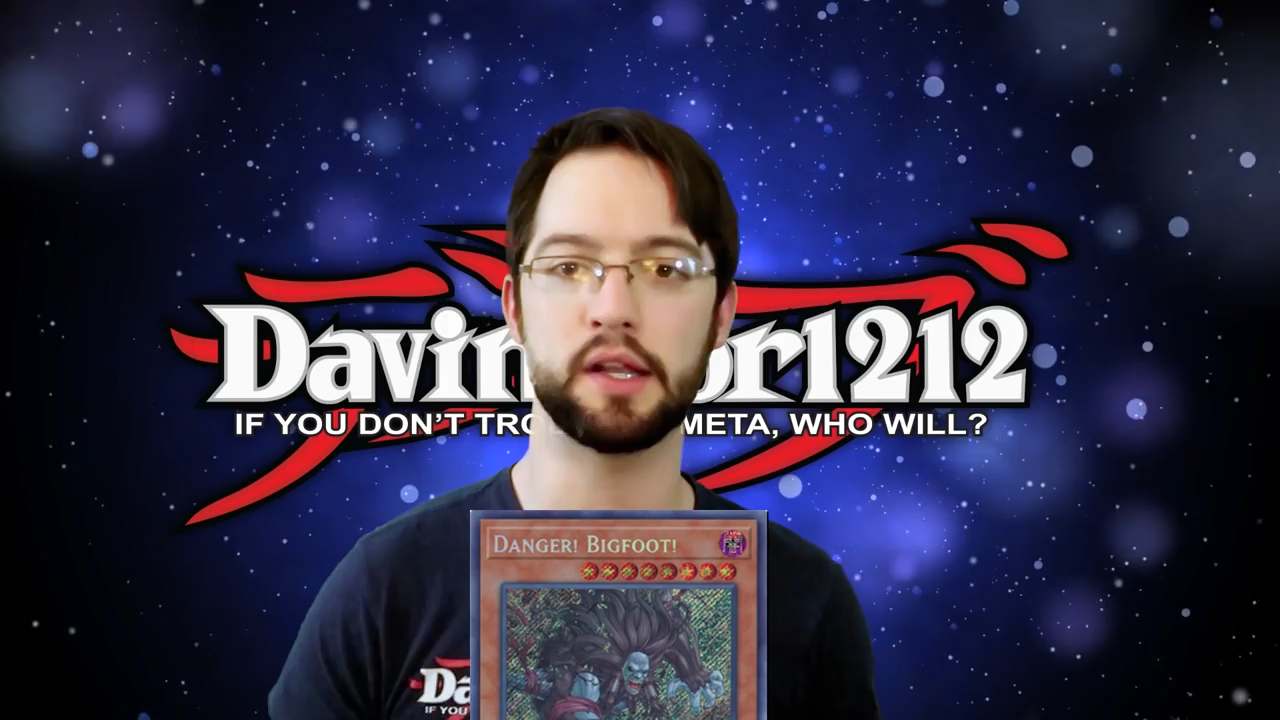 Davin or1212
IF YOU DON'T TRO META, WHO WILL?
DANGER! BIGFOOT!
Da
IF YOU